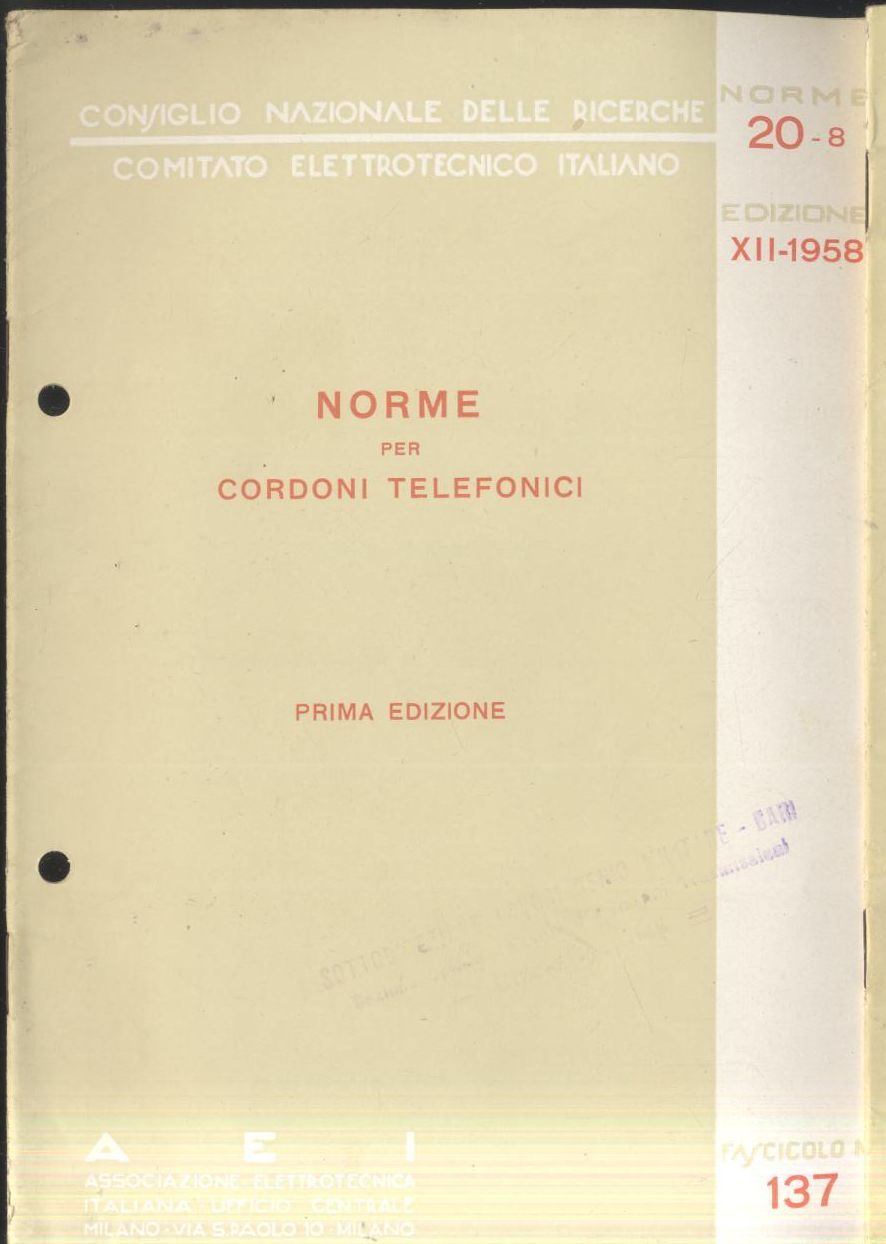 CONSIGLIO NAZIONALE DELLE RICERCHE
COMITATO ELETTROTECNICO ITALIANO
NORME
20-8
EDIZIONE
XII-1958
NORME
PER
CORDONI TELEFONICI
PRIMA EDIZIONE
- BARI
A E I
ASSOCIAZIONE ELETTROTECNICA
ITALIANA · UFFICIO CENTRALE
MILANO · VIA S. PAOLO 10 · MILANO
FASCICOLO N
137